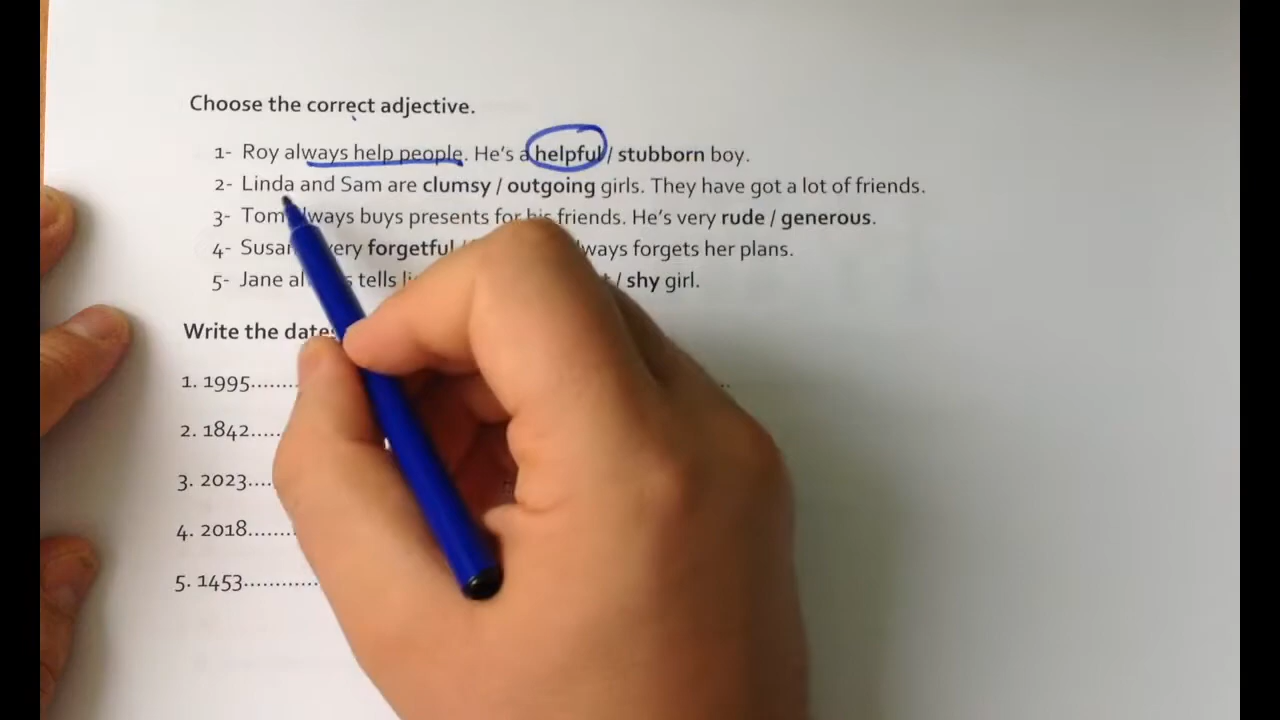 Choose the correct adjective.
1- Roy always help people. He's a helpful / stubborn boy.
2- Linda and Sam are clumsy / outgoing girls. They have got a lot of friends.
3- Tom always buys presents for his friends. He's very rude / generous.
4- Susan very forgetful always forgets her plans.
5- Jane always tells / shy girl.
Write the dates
1. 1995..........
2. 1842.....
3. 2023....
4. 2018........
5. 1453............